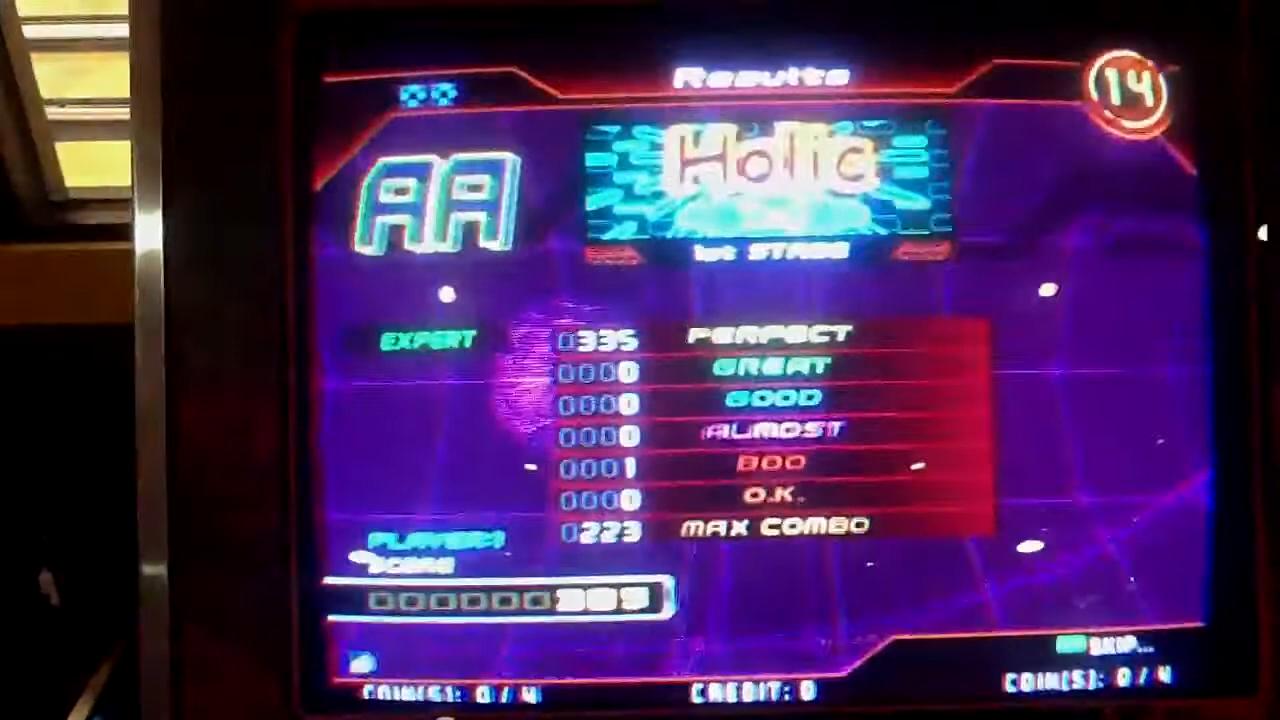 Results
14
AA
Holic
1st STAGE
EXPERT
0335 PERFECT
0000 GREAT
0000 GOOD
0000 ALMOST
0001 BOO
0000 O.K.
0223 MAX COMBO
PLAYER:1
SCORE
SKIP...
COIN(S): 0 / 4
CREDIT: 0
COIN(S): 0 / 4